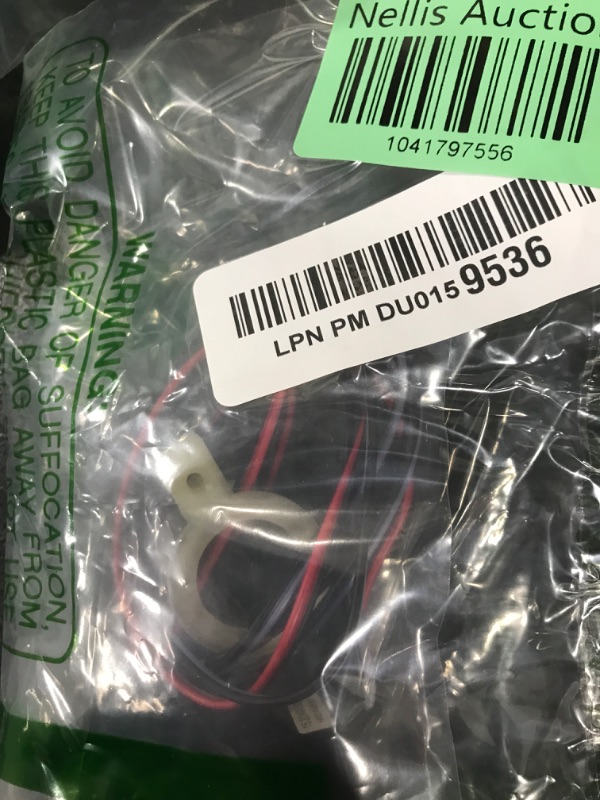 Nellis Auctio
1041797556
LPN PM DU0159536
WARNING
TO AVOID DANGER OF SUFFOCATION,
KEEP THIS PLASTIC BAG AWAY FROM